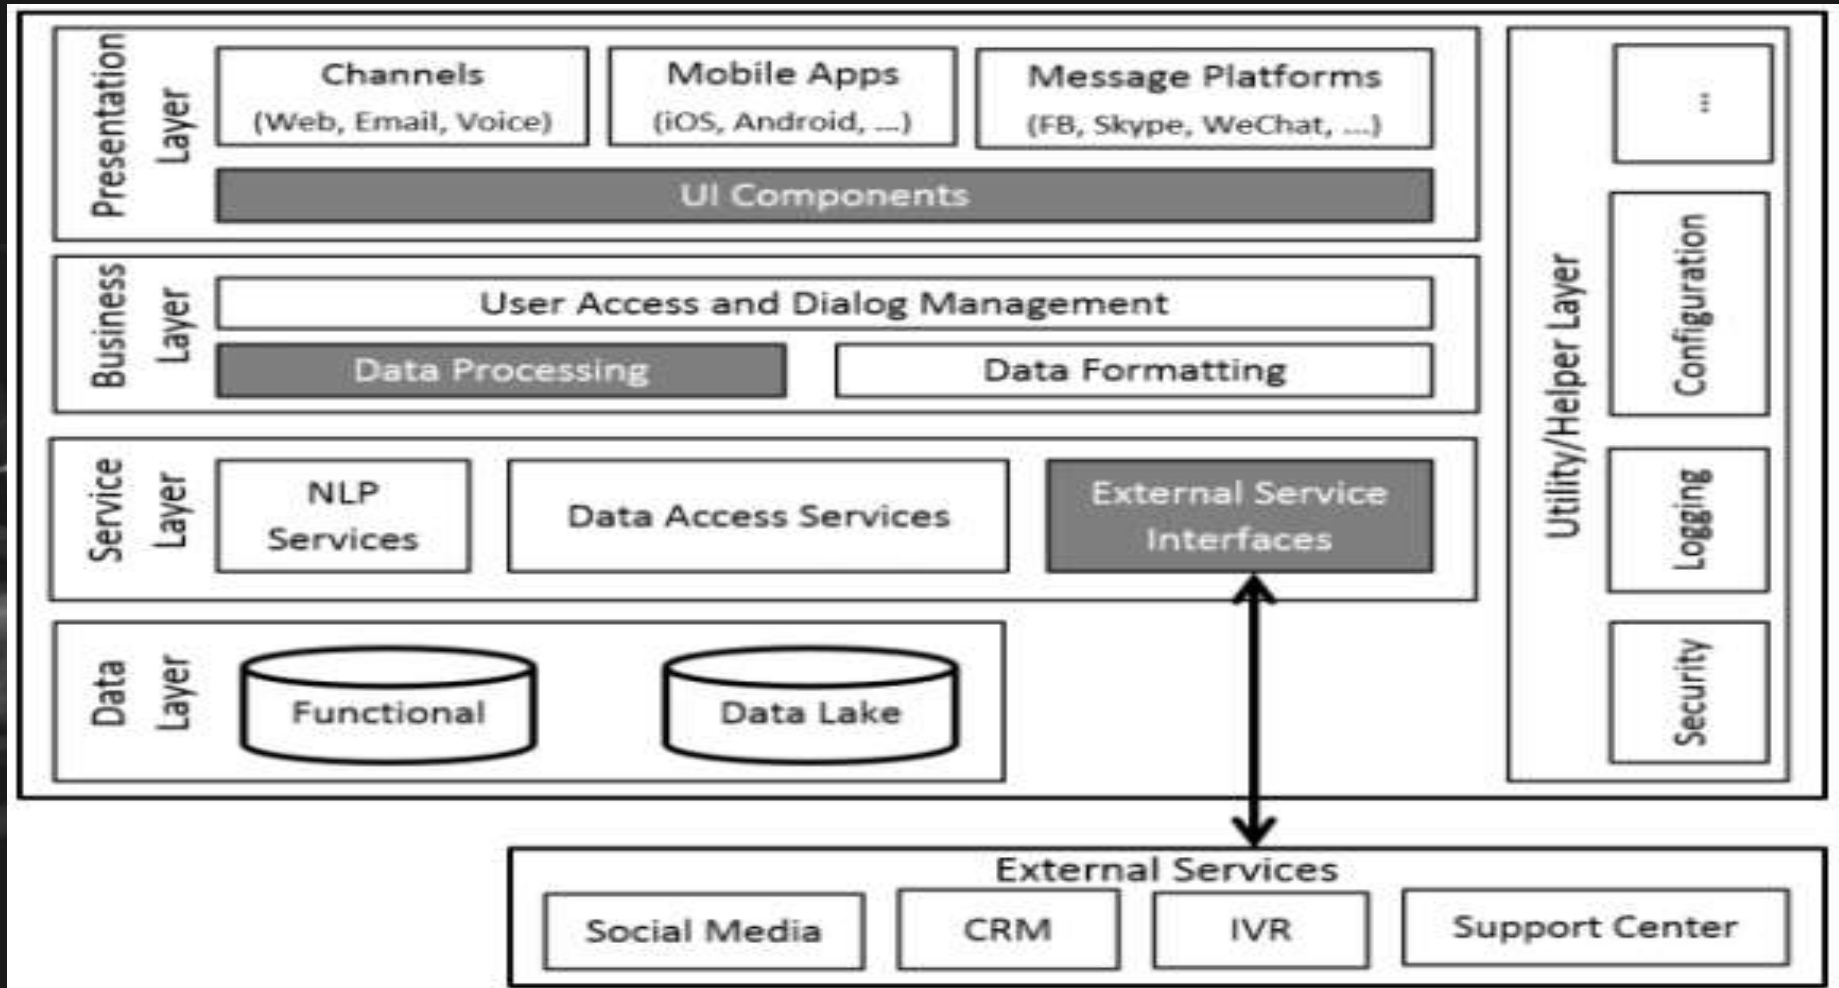 Presentation
Layer
Channels
(Web, Email, Voice)
Mobile Apps
(iOS, Android, ...)
Message Platforms
(FB, Skype, WeChat, ...)
UI Components
Business
Layer
User Access and Dialog Management
Data Processing
Data Formatting
Service
Layer
NLP
Services
Data Access Services
External Service
Interfaces
Data
Layer
Functional
Data Lake
Utility/Helper Layer
...
Configuration
Logging
Security
External Services
Social Media
CRM
IVR
Support Center